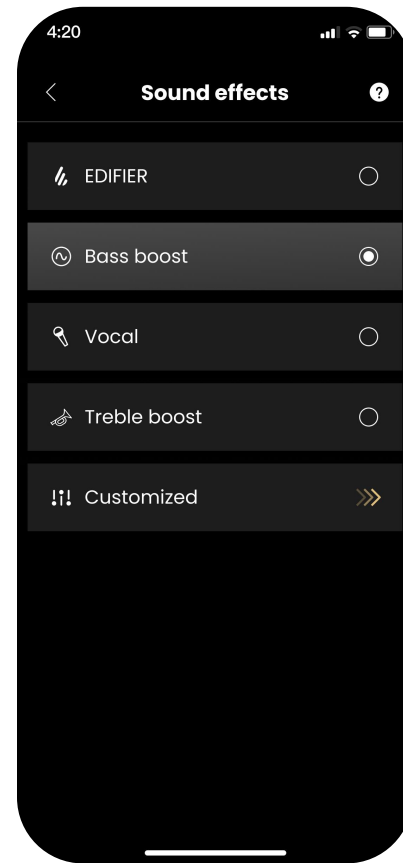 4:20
Sound effects
?
EDIFIER
Bass boost
Vocal
Treble boost
Customized